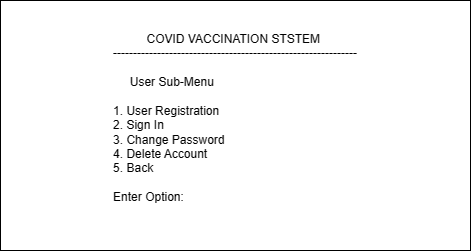 COVID VACCINATION STSTEM
-------------------------------------------------------------
User Sub-Menu
1. User Registration
2. Sign In
3. Change Password
4. Delete Account
5. Back
Enter Option: